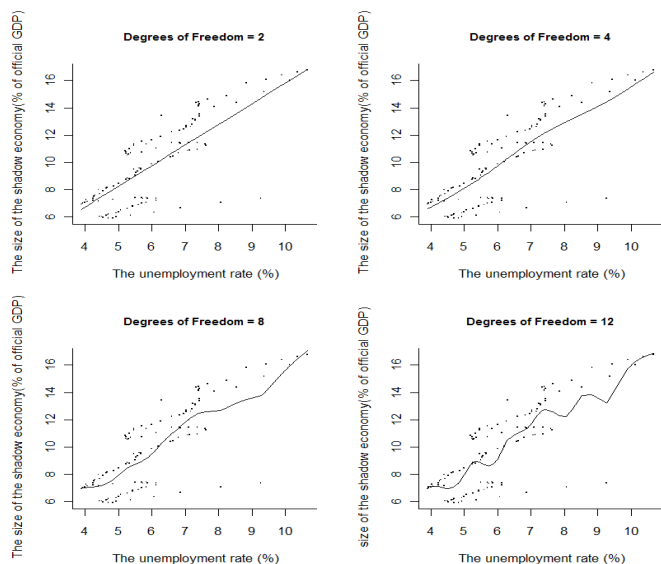 Degrees of Freedom = 2
The size of the shadow economy(% of official GDP)
16
14
12
10
8
6
4 5 6 7 8 9 10
The unemployment rate (%)
Degrees of Freedom = 4
size of the shadow economy(% of official GDP)
16
14
12
10
8
6
4 5 6 7 8 9 10
The unemployment rate (%)
Degrees of Freedom = 8
The size of the shadow economy(% of official GDP)
16
14
12
10
8
6
4 5 6 7 8 9 10
The unemployment rate (%)
Degrees of Freedom = 12
size of the shadow economy(% of official GDP)
16
14
12
10
8
6
4 5 6 7 8 9 10
The unemployment rate (%)